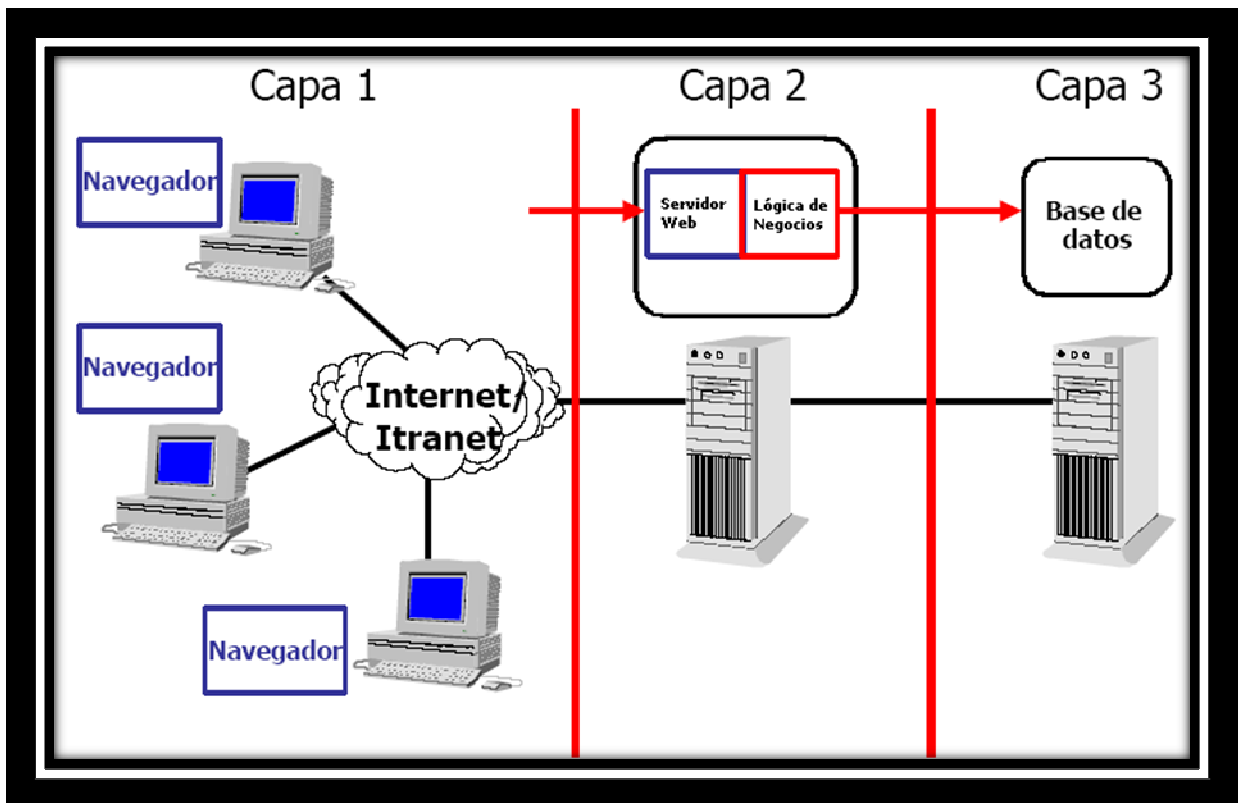 Capa 1
Capa 2
Capa 3
Navegador
Servidor
Web
Lógica de
Negocios
Base de
datos
Navegador
Internet/
Itranet
Navegador